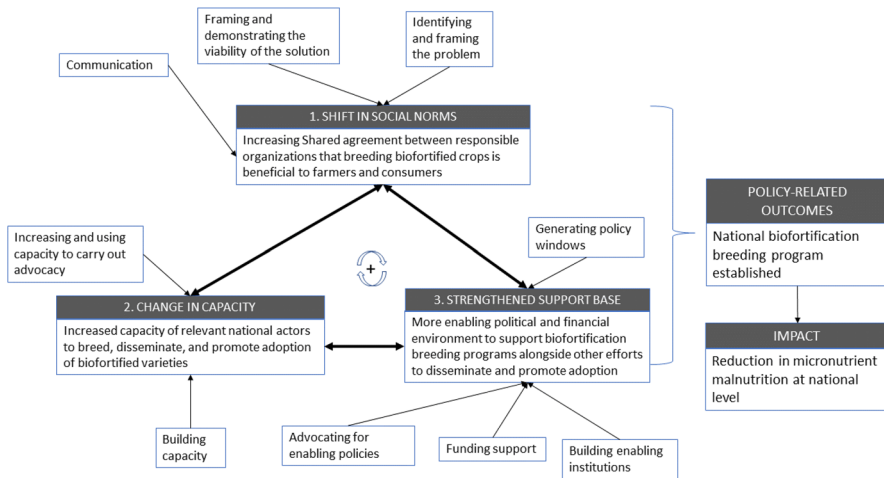 Framing and
demonstrating the
viability of the solution
Identifying
and framing
the problem
Communication
1. SHIFT IN SOCIAL NORMS
Increasing Shared agreement between responsible
organizations that breeding biofortified crops is
beneficial to farmers and consumers
POLICY-RELATED
OUTCOMES
National biofortification
breeding program
established
Increasing and using
capacity to carry out
advocacy
Generating policy
windows
+
2. CHANGE IN CAPACITY
Increased capacity of relevant national actors
to breed, disseminate, and promote adoption
of biofortified varieties
3. STRENGTHENED SUPPORT BASE
More enabling political and financial
environment to support biofortification
breeding programs alongside other efforts
to disseminate and promote adoption
IMPACT
Reduction in micronutrient
malnutrition at national
level
Building
capacity
Advocating for
enabling policies
Funding support
Building enabling
institutions